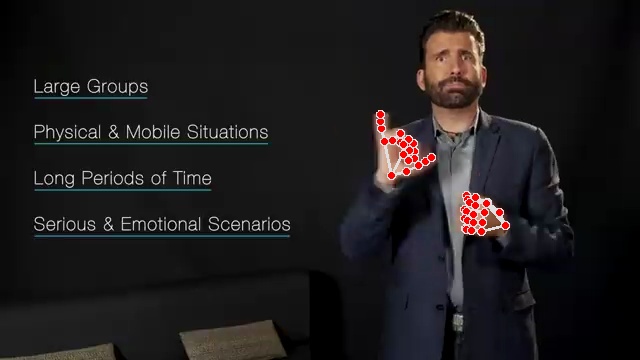 Large Groups
Physical & Mobile Situations
Long Periods of Time
Serious & Emotional Scenarios